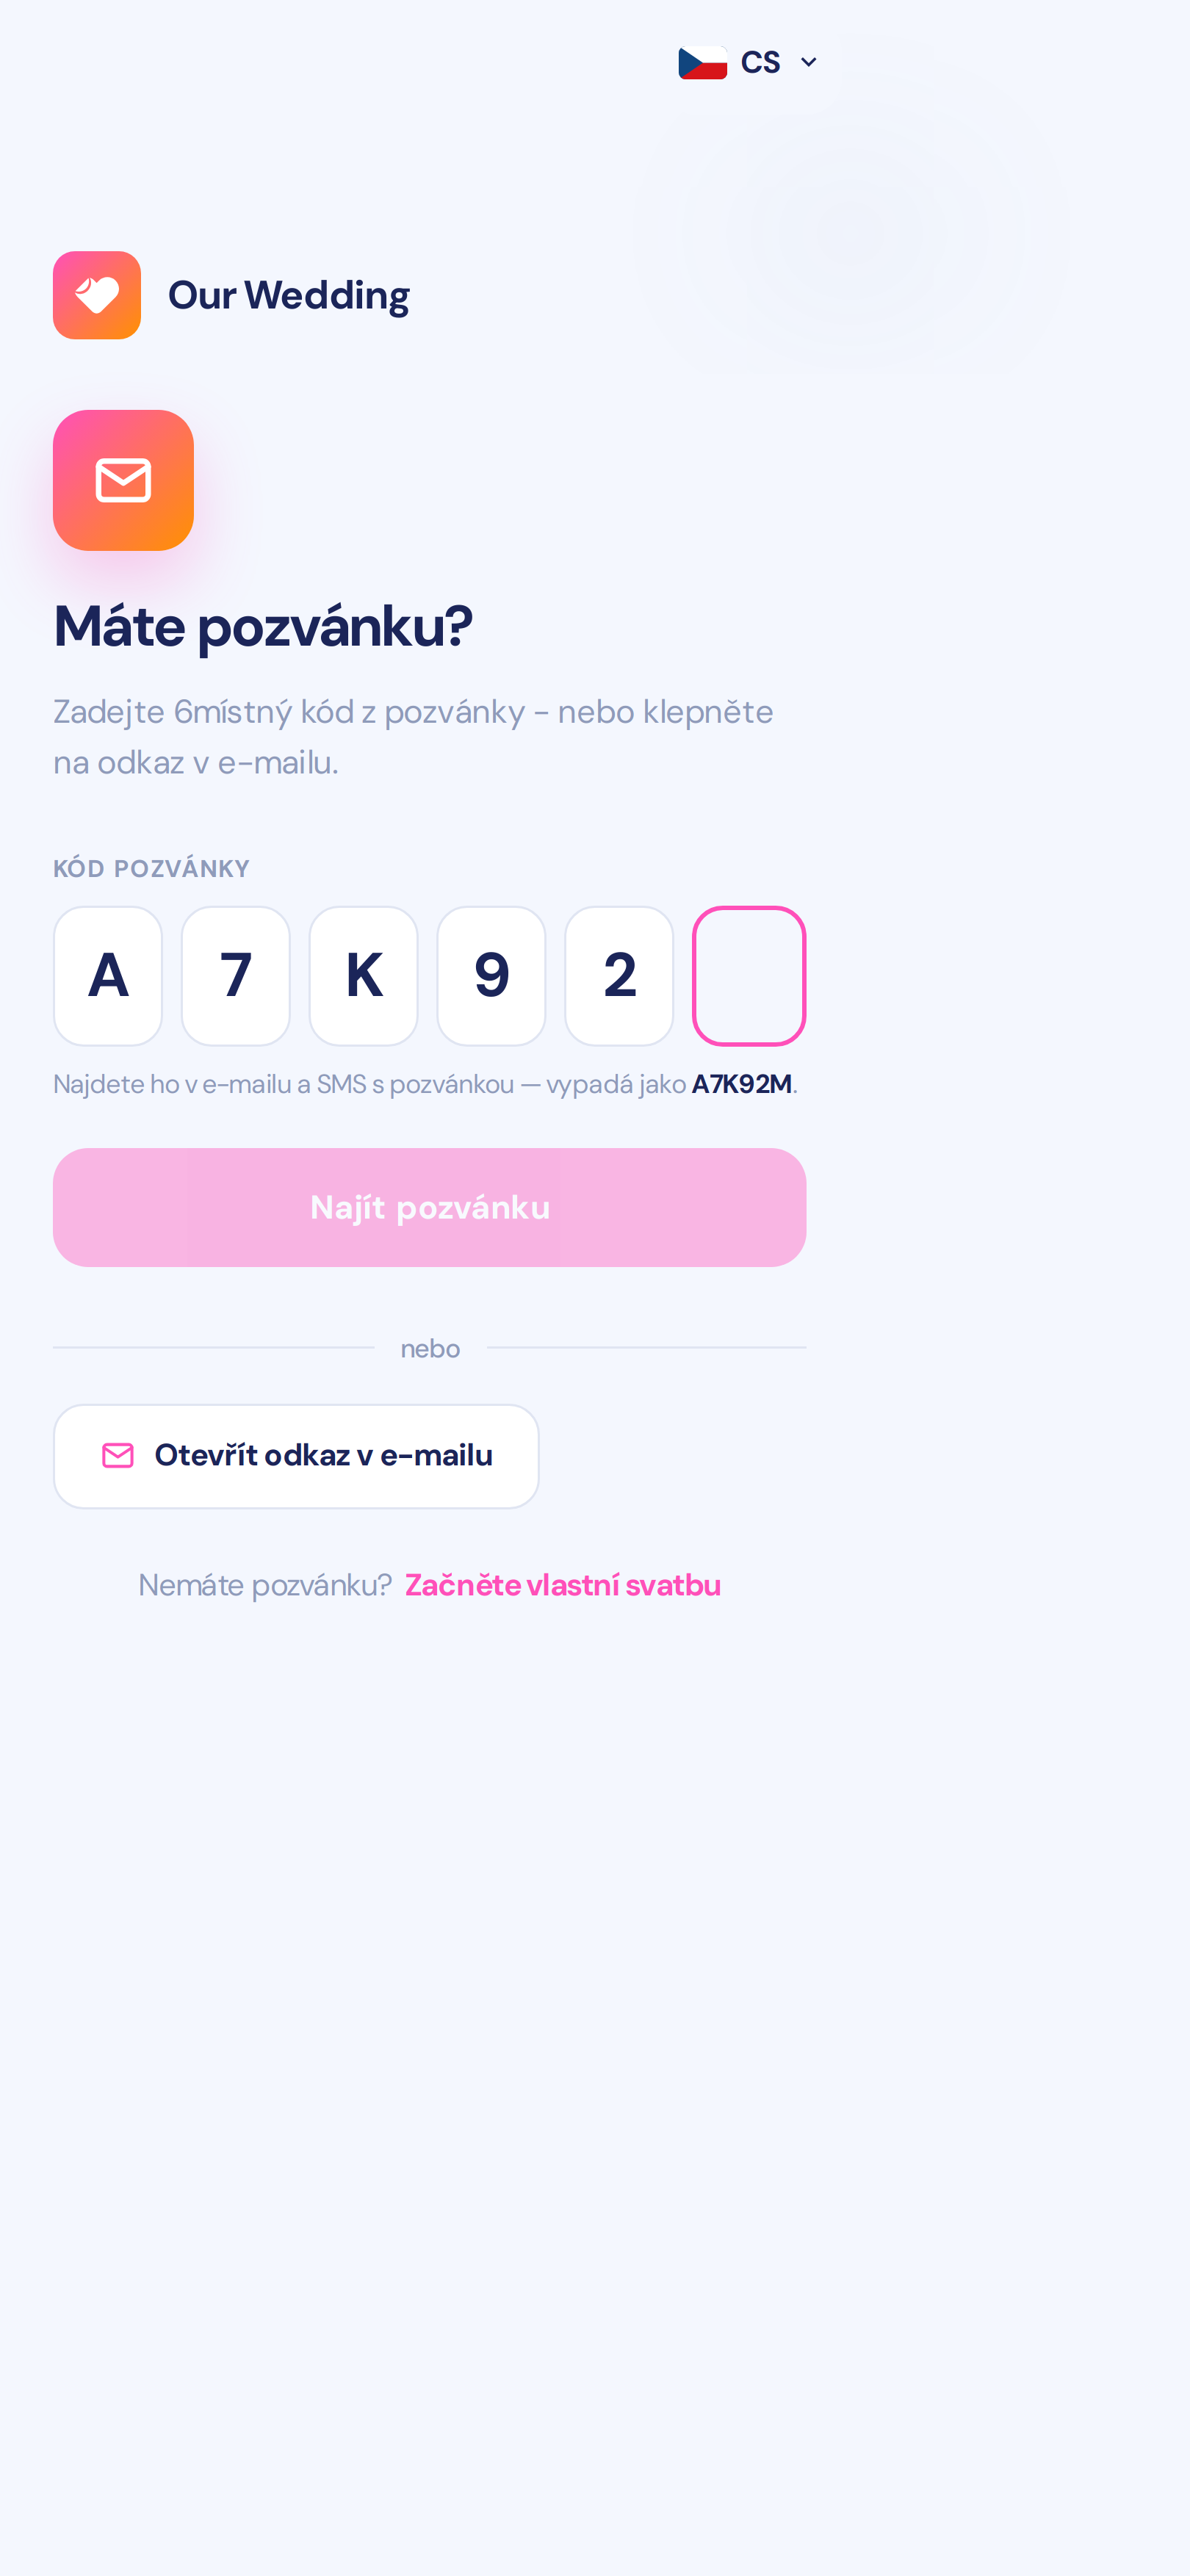 CS
Our Wedding
Máte pozvánku?
Zadejte 6místný kód z pozvánky - nebo klepněte
na odkaz v e-mailu.
KÓD POZVÁNKY
A 7 K 9 2
Najdete ho v e-mailu a SMS s pozvánkou — vypadá jako A7K92M.
Najít pozvánku
nebo
Otevřít odkaz v e-mailu
Nemáte pozvánku? Začněte vlastní svatbu